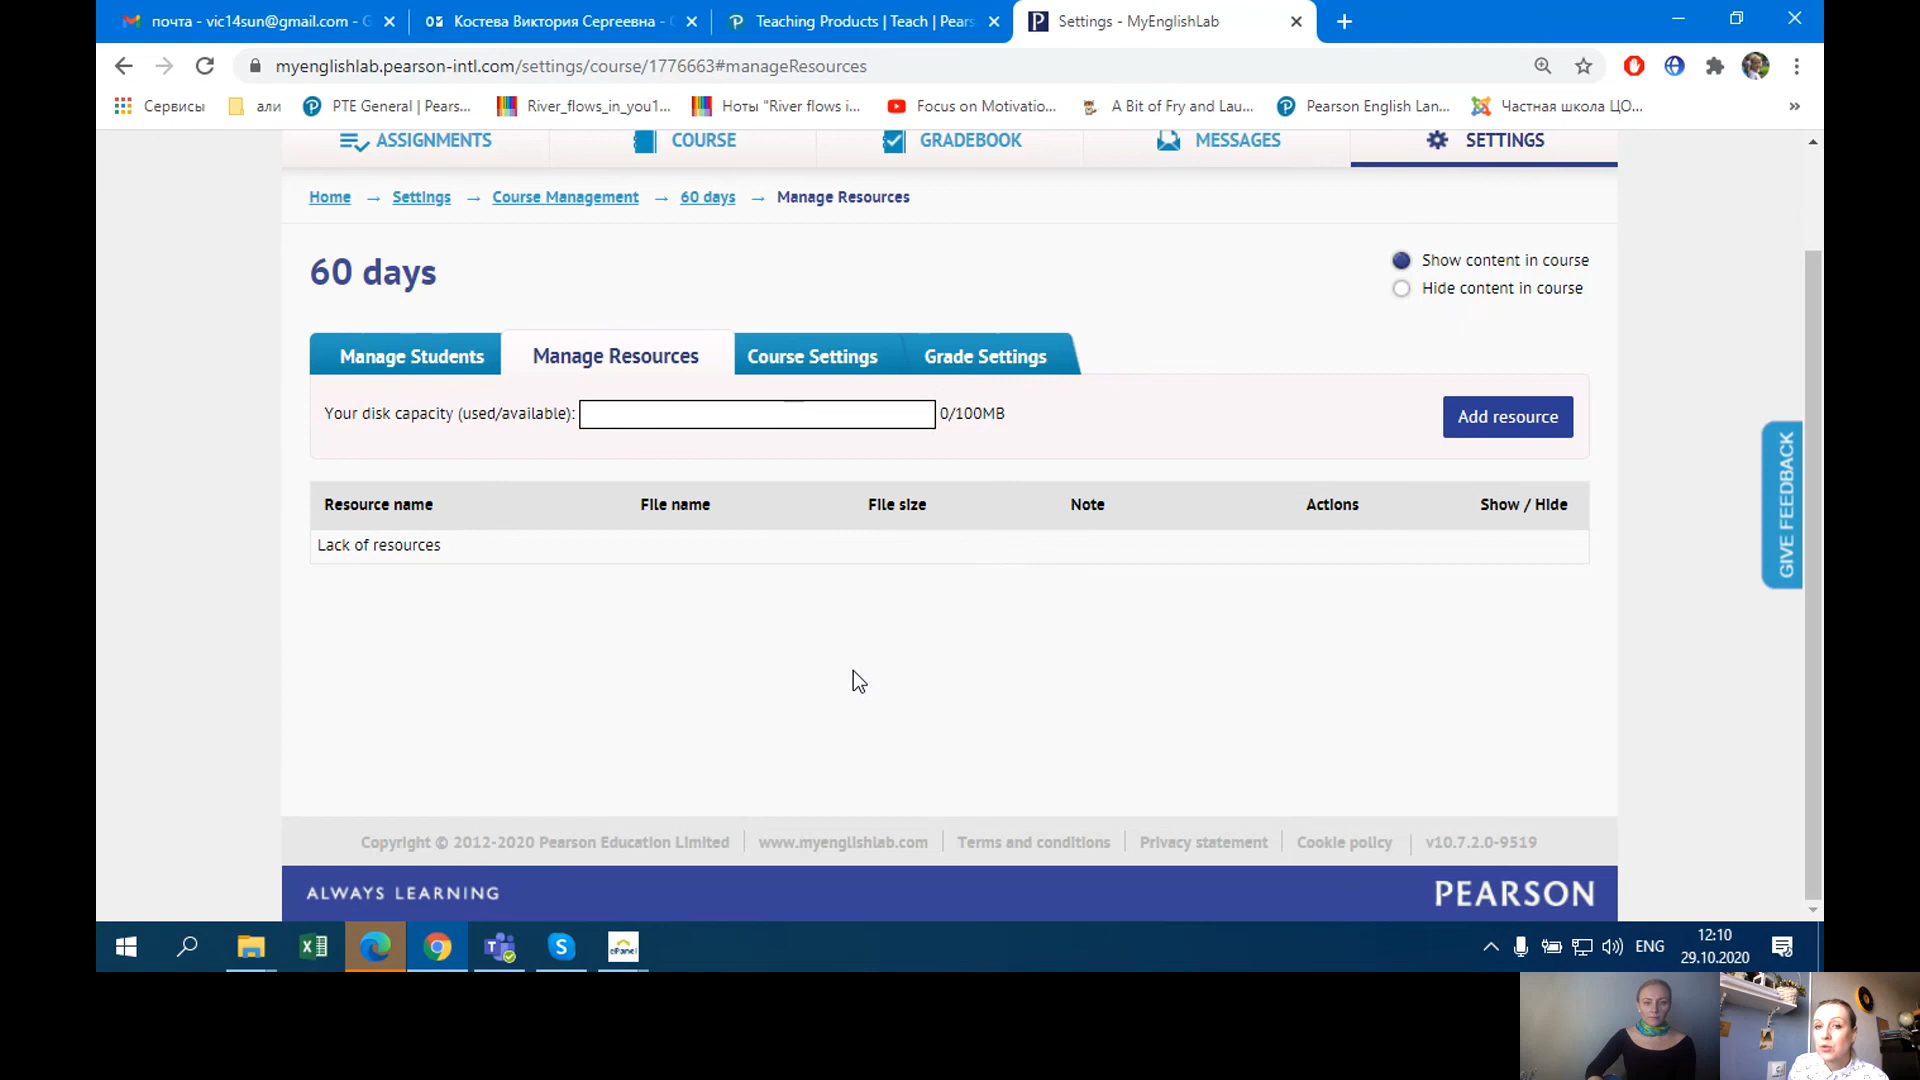 почта - vic14sun@gmail.com - G
Костева Виктория Сергеевна -
Teaching Products | Teach | Pears
Settings - MyEnglishLab
myenglishlab.pearson-intl.com/settings/course/1776663#manageResources
Сервисы
али
PTE General | Pears...
River_flows_in_you1...
Ноты "River flows i...
Focus on Motivatio...
A Bit of Fry and Lau...
Pearson English Lan...
Частная школа ЦО...
»
ASSIGNMENTS
COURSE
GRADEBOOK
MESSAGES
SETTINGS
Home → Settings → Course Management → 60 days → Manage Resources
60 days
Show content in course
Hide content in course
Manage Students
Manage Resources
Course Settings
Grade Settings
Your disk capacity (used/available): 0/100MB
Add resource
GIVE FEEDBACK
Resource name File name File size Note Actions Show / Hide
Lack of resources
Copyright © 2012-2020 Pearson Education Limited
www.myenglishlab.com
Terms and conditions
Privacy statement
Cookie policy
v10.7.2.0-9519
ALWAYS LEARNING
PEARSON
ePanel
ENG
12:10
29.10.2020